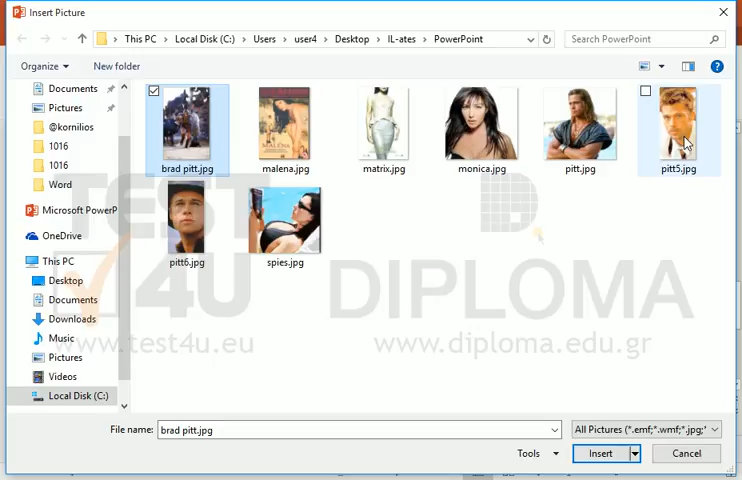 Insert Picture
This PC > Local Disk (C:) > Users > user4 > Desktop > IL-ates > PowerPoint
Search PowerPoint
Organize
New folder
Documents
Pictures
@kornilios
1016
1016
Word
Microsoft PowerP
OneDrive
This PC
Desktop
Documents
Downloads
Music
Pictures
Videos
Local Disk (C:)
brad pitt.jpg
malena.jpg
MALENA
matrix.jpg
monica.jpg
pitt.jpg
pitt5.jpg
pitt6.jpg
spies.jpg
TEST
4U
www.test4u.eu
D
DIPLOMA
www.diploma.edu.gr
File name:
brad pitt.jpg
All Pictures (*.emf;*.wmf;*.jpg;*
Tools
Insert
Cancel